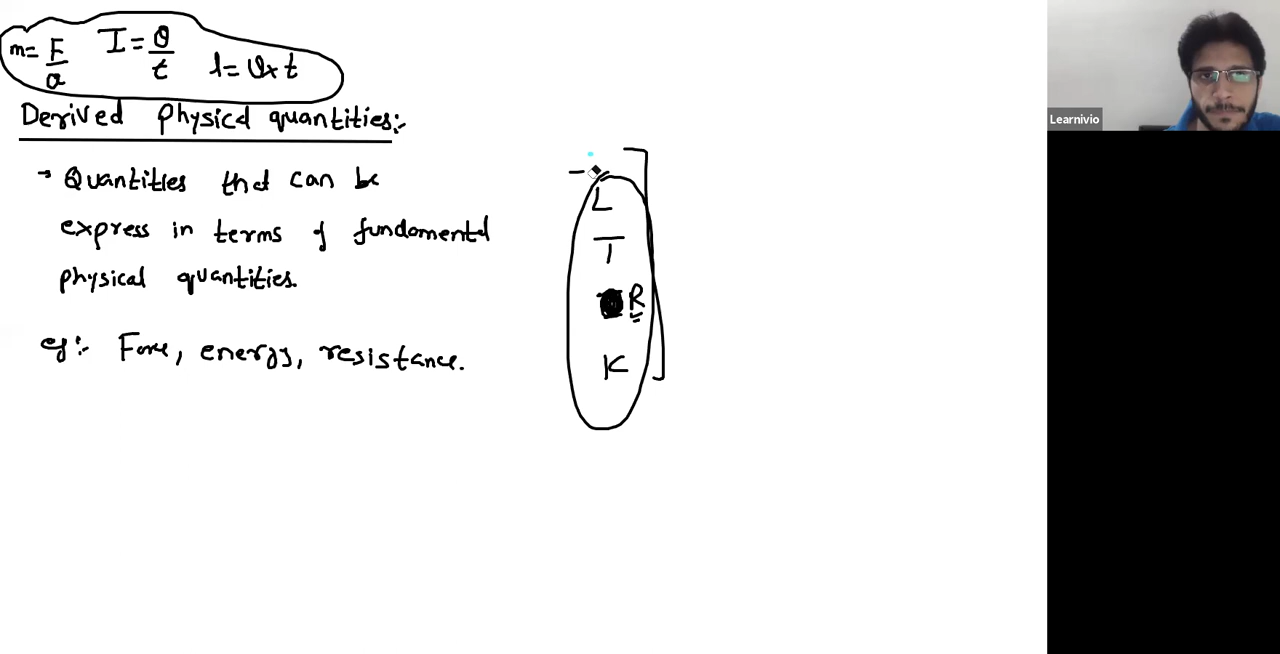 m = F/a I = Q/t l = v x t
Derived physical quantities:-
→ Quantities that can be
express in terms of fundamental
physical quantities.
eg:- Force, energy, resistance.
L
T
R
K
Learnivio